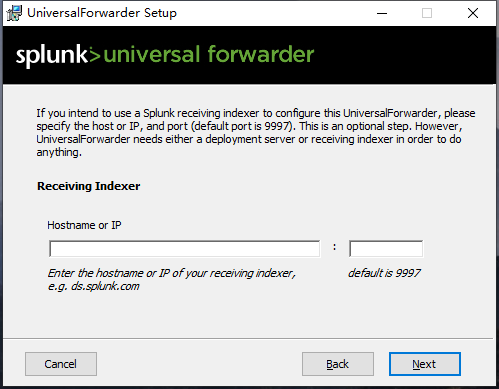 UniversalForwarder Setup
splunk>universal forwarder
If you intend to use a Splunk receiving indexer to configure this UniversalForwarder, please
specify the host or IP, and port (default port is 9997). This is an optional step. However,
UniversalForwarder needs either a deployment server or receiving indexer in order to do
anything.
Receiving Indexer
Hostname or IP
:
Enter the hostname or IP of your receiving indexer, default is 9997
e.g. ds.splunk.com
Cancel Back Next